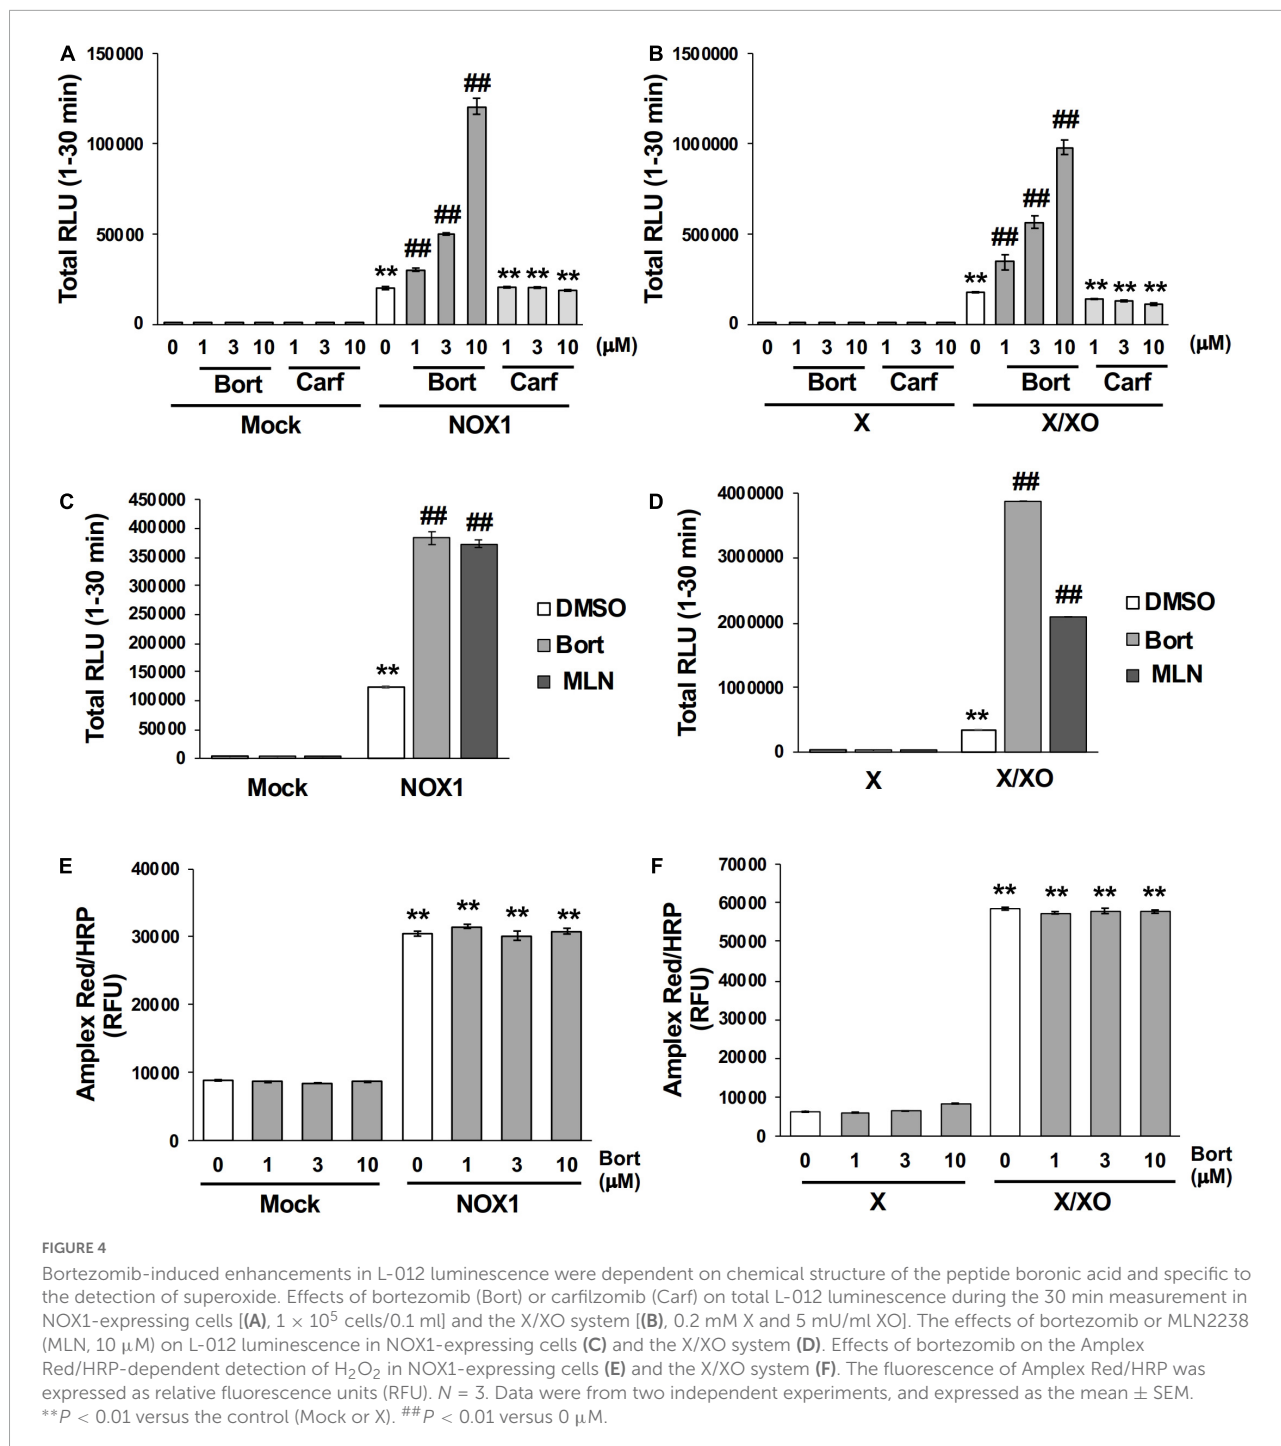 A
Total RLU (1-30 min)
150000
100000
50000
0
##
##
##
**
** ** **
0 1 3 10 1 3 10 0 1 3 10 1 3 10 (μM)
Bort Carf Bort Carf
Mock NOX1
B
Total RLU (1-30 min)
1500000
1000000
500000
0
##
##
##
**
** ** **
0 1 3 10 1 3 10 0 1 3 10 1 3 10 (μM)
Bort Carf Bort Carf
X X/XO
C
Total RLU (1-30 min)
450000
400000
350000
300000
250000
200000
150000
100000
50000
0
** ## ##
Mock NOX1
DMSO
Bort
MLN
D
Total RLU (1-30 min)
4000000
3000000
2000000
1000000
0
** ## ##
X X/XO
DMSO
Bort
MLN
E
Amplex Red/HRP
(RFU)
40000
30000
20000
10000
0
** ** ** **
0 1 3 10 0 1 3 10 Bort
(μM)
Mock NOX1
F
Amplex Red/HRP
(RFU)
70000
60000
50000
40000
30000
20000
10000
0
** ** ** **
0 1 3 10 0 1 3 10 Bort
(μM)
X X/XO
FIGURE 4
Bortezomib-induced enhancements in L-012 luminescence were dependent on chemical structure of the peptide boronic acid and specific to
the detection of superoxide. Effects of bortezomib (Bort) or carfilzomib (Carf) on total L-012 luminescence during the 30 min measurement in
NOX1-expressing cells [(A), 1 × 10⁵ cells/0.1 ml] and the X/XO system [(B), 0.2 mM X and 5 mU/ml XO]. The effects of bortezomib or MLN2238
(MLN, 10 μM) on L-012 luminescence in NOX1-expressing cells (C) and the X/XO system (D). Effects of bortezomib on the Amplex
Red/HRP-dependent detection of H₂O₂ in NOX1-expressing cells (E) and the X/XO system (F). The fluorescence of Amplex Red/HRP was
expressed as relative fluorescence units (RFU). N = 3. Data were from two independent experiments, and expressed as the mean ± SEM.
**P < 0.01 versus the control (Mock or X). ##P < 0.01 versus 0 μM.